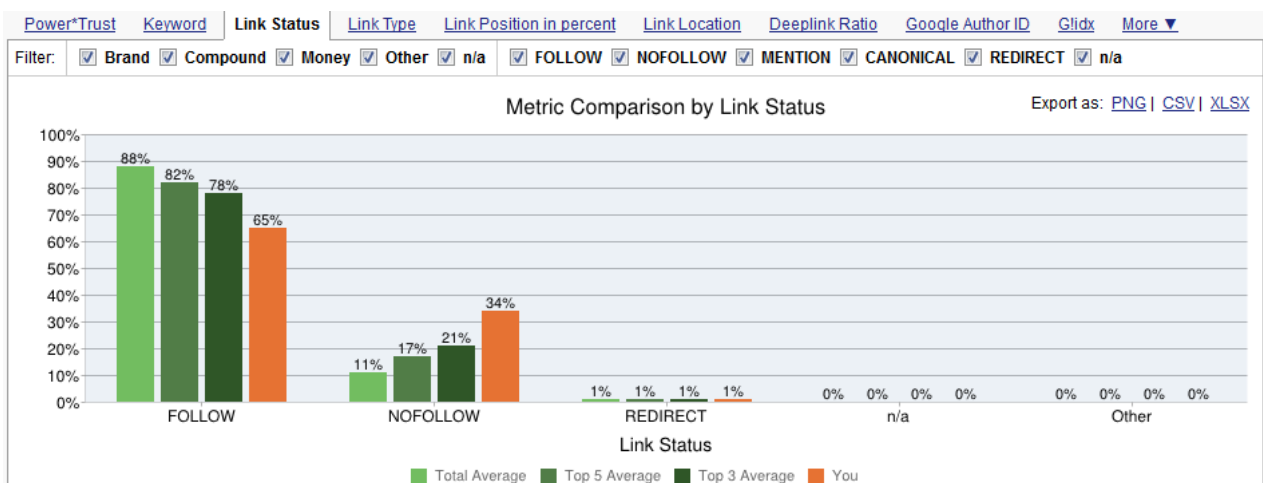 Power*Trust Keyword Link Status Link Type Link Position in percent Link Location Deeplink Ratio Google Author ID G!idx More ▼
Filter: Brand Compound Money Other n/a FOLLOW NOFOLLOW MENTION CANONICAL REDIRECT n/a
Metric Comparison by Link Status
Export as: PNG | CSV | XLSX
100%
90%
80%
70%
60%
50%
40%
30%
20%
10%
0%
88% 82% 78% 65%
11% 17% 21% 34%
1% 1% 1% 1%
0% 0% 0% 0%
0% 0% 0% 0%
FOLLOW NOFOLLOW REDIRECT n/a Other
Link Status
Total Average Top 5 Average Top 3 Average You